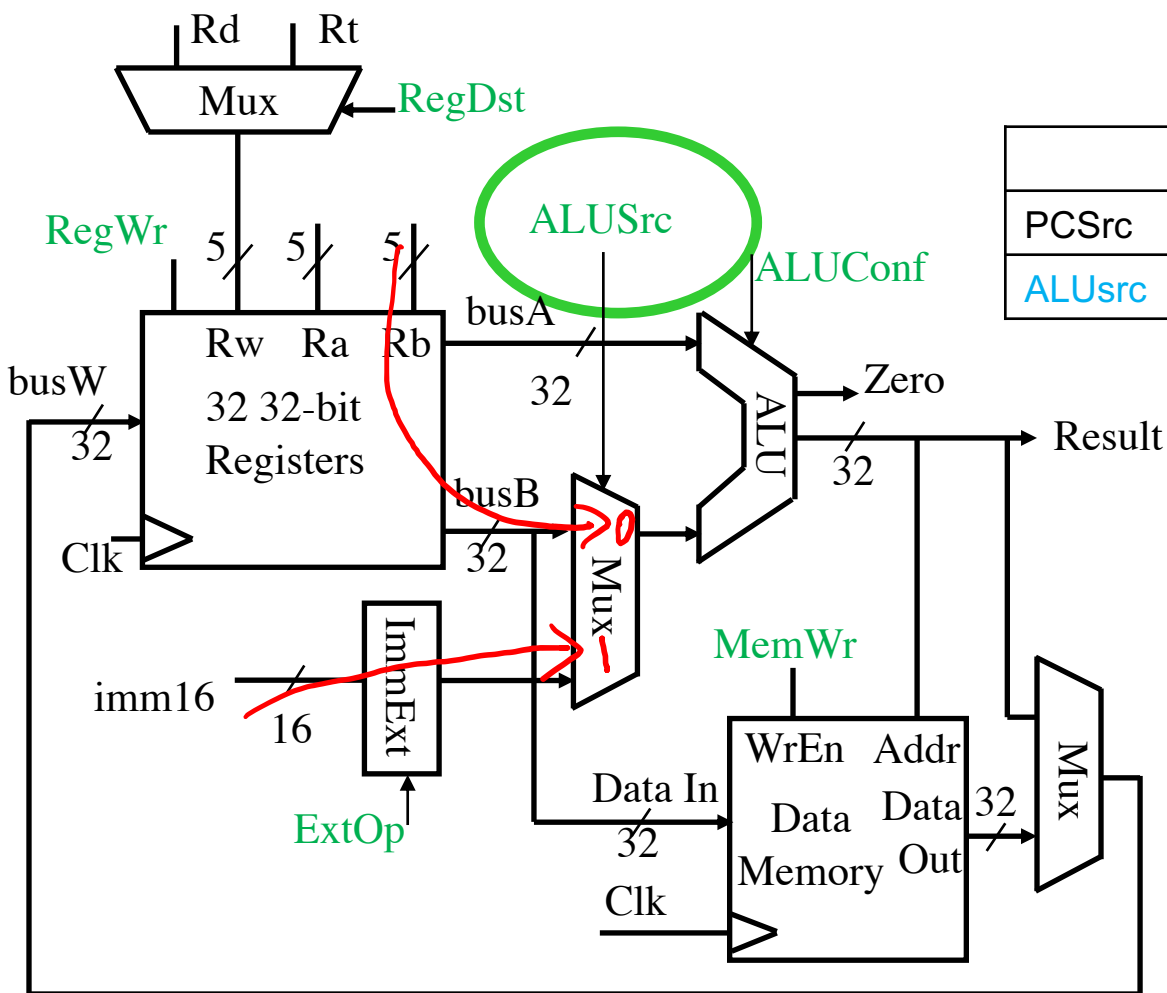 Rd Rt
Mux
RegDst
ALUSrc
RegWr
5
5
5
ALUConf
PCSrc
ALUsrc
busA
Rw Ra Rb
32
busW
32
32 32-bit
Registers
ALU
Zero
32
Result
busB
32
Clk
0
Mux
1
ImmExt
imm16
16
ExtOp
MemWr
WrEn Addr
Data In
32
Data
Memory
Data
Out
32
Mux
Clk